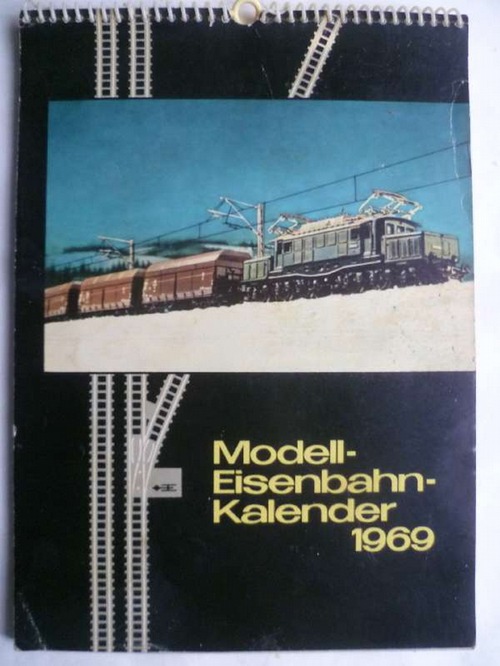 Modell-
Eisenbahn-
Kalender
1969